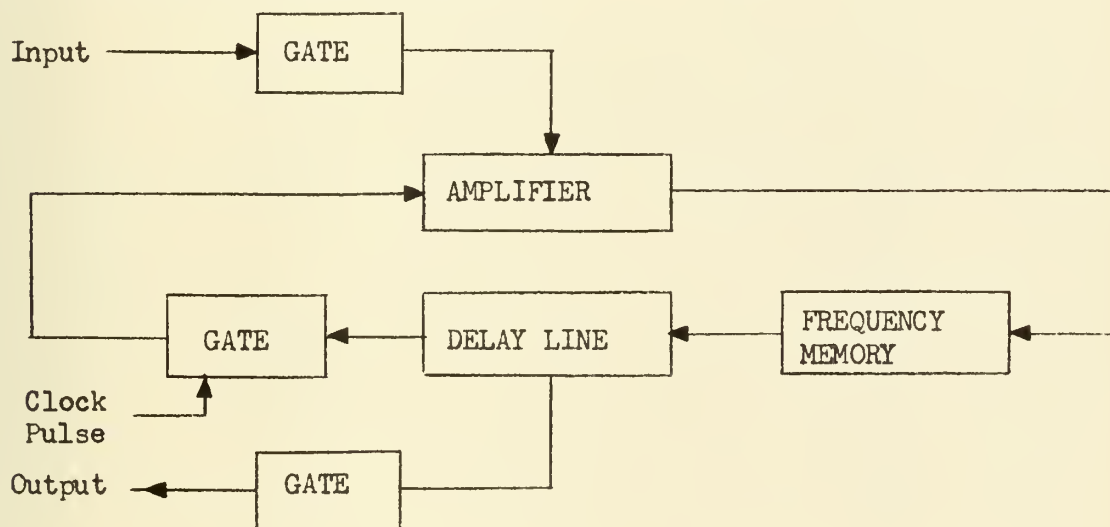 Input
GATE
AMPLIFIER
GATE
DELAY LINE
FREQUENCY
MEMORY
Clock
Pulse
Output
GATE